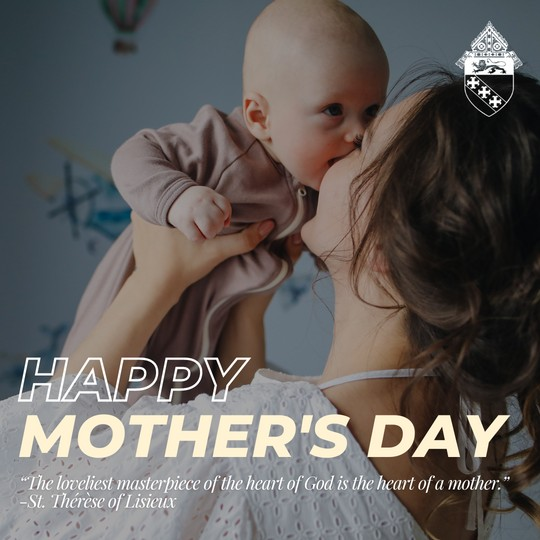 HAPPY
MOTHER'S DAY
“The loveliest masterpiece of the heart of God is the heart of a mother.”
-St. Thérèse of Lisieux